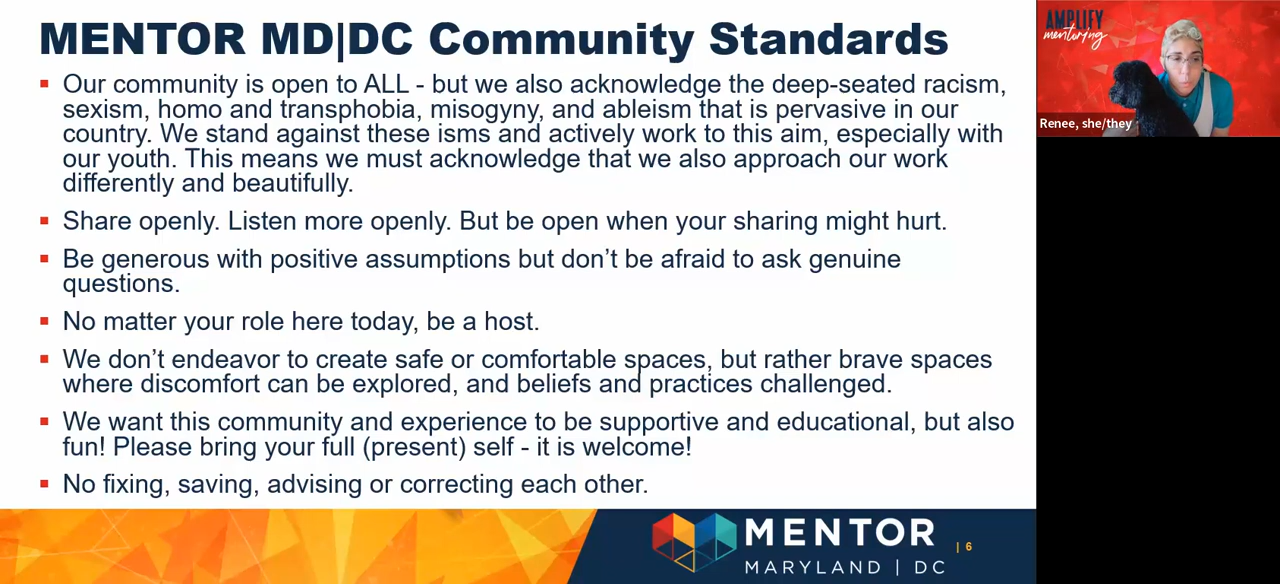 MENTOR MD|DC Community Standards
Our community is open to ALL - but we also acknowledge the deep-seated racism,
sexism, homo and transphobia, misogyny, and ableism that is pervasive in our
country. We stand against these isms and actively work to this aim, especially with
our youth. This means we must acknowledge that we also approach our work
differently and beautifully.
Share openly. Listen more openly. But be open when your sharing might hurt.
Be generous with positive assumptions but don’t be afraid to ask genuine
questions.
No matter your role here today, be a host.
We don’t endeavor to create safe or comfortable spaces, but rather brave spaces
where discomfort can be explored, and beliefs and practices challenged.
We want this community and experience to be supportive and educational, but also
fun! Please bring your full (present) self - it is welcome!
No fixing, saving, advising or correcting each other.
MENTOR
MARYLAND | DC
| 6
AMPLIFY
mentoring
Renee, she/they